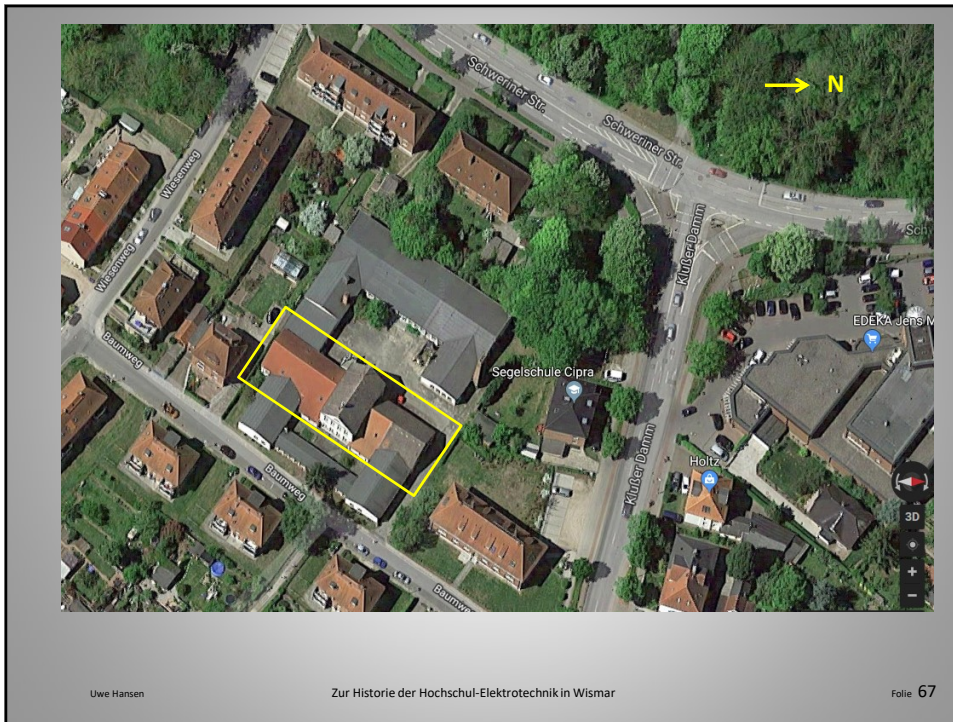 N
Schweriner Str.
Schweriner Str.
Sch
Wiesenweg
Wiesenweg
Klußer Damm
EDEKA Jens M
Baumweg
Segelschule Cipra
Klußer Damm
Holtz
Baumweg
3D
Baumweg
Uwe Hansen
Zur Historie der Hochschul-Elektrotechnik in Wismar
Folie 67